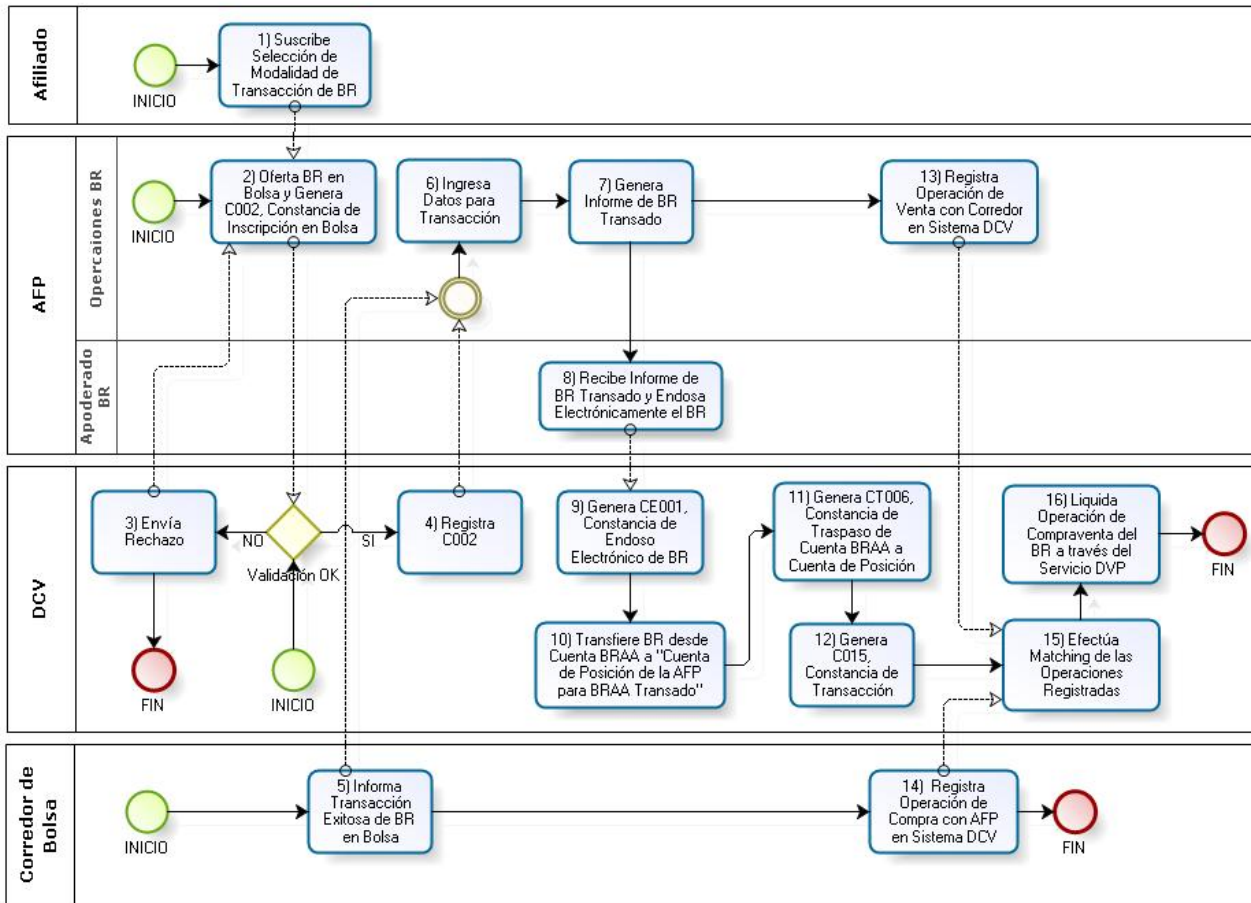 Afiliado
INICIO
1) Suscribe
Selección de
Modalidad de
Transacción de BR
AFP
Opercaiones BR
INICIO
2) Oferta BR en
Bolsa y Genera
C002, Constancia de
Inscripción en Bolsa
6) Ingresa
Datos para
Transacción
7) Genera
Informe de BR
Transado
13) Registra
Operación de
Venta con Corredor
en Sistema DCV
Apoderado
BR
8) Recibe Informe de
BR Transado y Endosa
Electrónicamente el BR
DCV
3) Envía
Rechazo
NO
SI
Validación OK
4) Registra
C002
9) Genera CE001,
Constancia de
Endoso
Electrónico de BR
11) Genera CT006,
Constancia de
Traspaso de
Cuenta BRAA a
Cuenta de Posición
16) Liquida
Operación de
Compraventa del
BR a través del
Servicio DVP
FIN
FIN
INICIO
10) Transfiere BR desde
Cuenta BRAA a "Cuenta
de Posición de la AFP
para BRAA Transado"
12) Genera
C015,
Constancia de
Transacción
15) Efectúa
Matching de las
Operaciones
Registradas
Corredor de
Bolsa
INICIO
5) Informa
Transacción
Exitosa de BR
en Bolsa
14) Registra
Operación de
Compra con AFP
en Sistema DCV
FIN